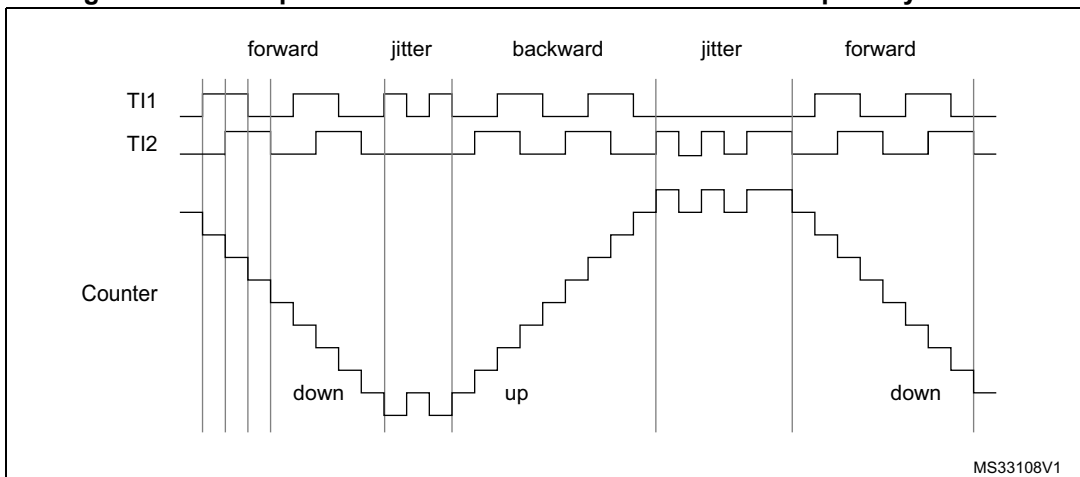 forward jitter backward jitter forward
TI1
TI2
Counter
down up down
MS33108V1